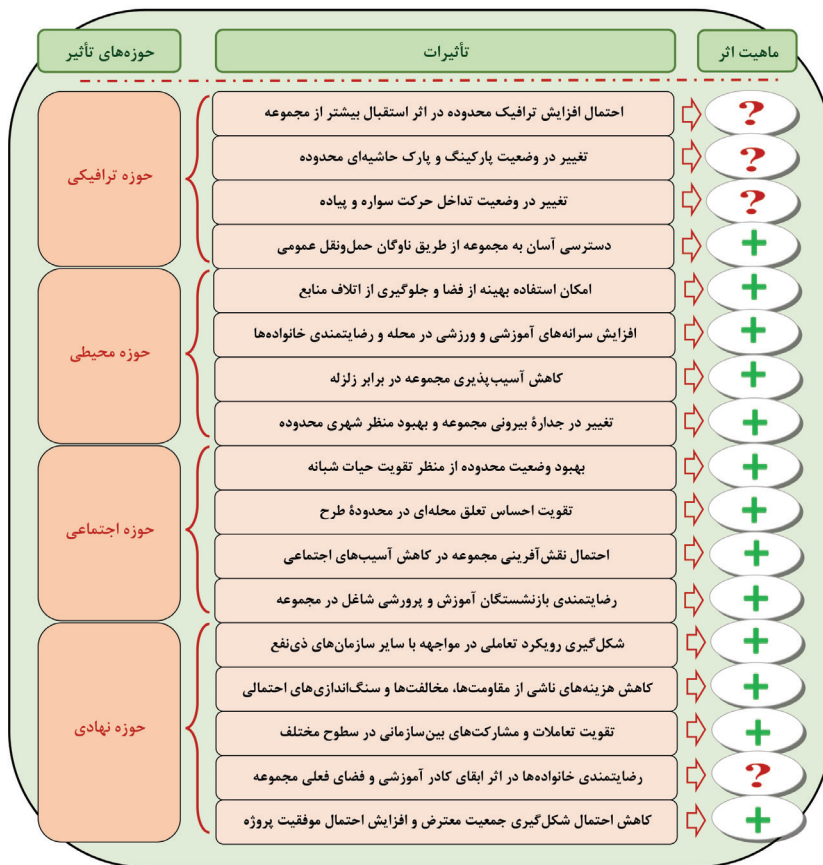 حوزه‌های تأثیر
تأثیرات
ماهیت اثر
حوزه ترافیکی
احتمال افزایش ترافیک محدوده در اثر استقبال بیشتر از مجموعه
?
تغییر در وضعیت پارکینگ و پارک حاشیه‌ای محدوده
?
تغییر در وضعیت تداخل حرکت سواره و پیاده
?
دسترسی آسان به مجموعه از طریق ناوگان حمل‌ونقل عمومی
+
حوزه محیطی
امکان استفاده بهینه از فضا و جلوگیری از اتلاف منابع
+
افزایش سرانه‌های آموزشی و ورزشی در محله و رضایتمندی خانواده‌ها
+
کاهش آسیب‌پذیری مجموعه در برابر زلزله
+
تغییر در جدارهٔ بیرونی مجموعه و بهبود منظر شهری محدوده
+
حوزه اجتماعی
بهبود وضعیت محدوده از منظر تقویت حیات شبانه
+
تقویت احساس تعلق محله‌ای در محدودهٔ طرح
+
احتمال نقش‌آفرینی مجموعه در کاهش آسیب‌های اجتماعی
+
رضایتمندی بازنشستگان آموزش و پرورشی شاغل در مجموعه
+
حوزه نهادی
شکل‌گیری رویکرد تعاملی در مواجهه با سایر سازمان‌های ذی‌نفع
+
کاهش هزینه‌های ناشی از مقاومت‌ها، مخالفت‌ها و سنگ‌اندازی‌های احتمالی
+
تقویت تعاملات و مشارکت‌های بین‌سازمانی در سطوح مختلف
+
رضایتمندی خانواده‌ها در اثر ابقای کادر آموزشی و فضای فعلی مجموعه
?
کاهش احتمال شکل‌گیری جمعیت معترض و افزایش احتمال موفقیت پروژه
+